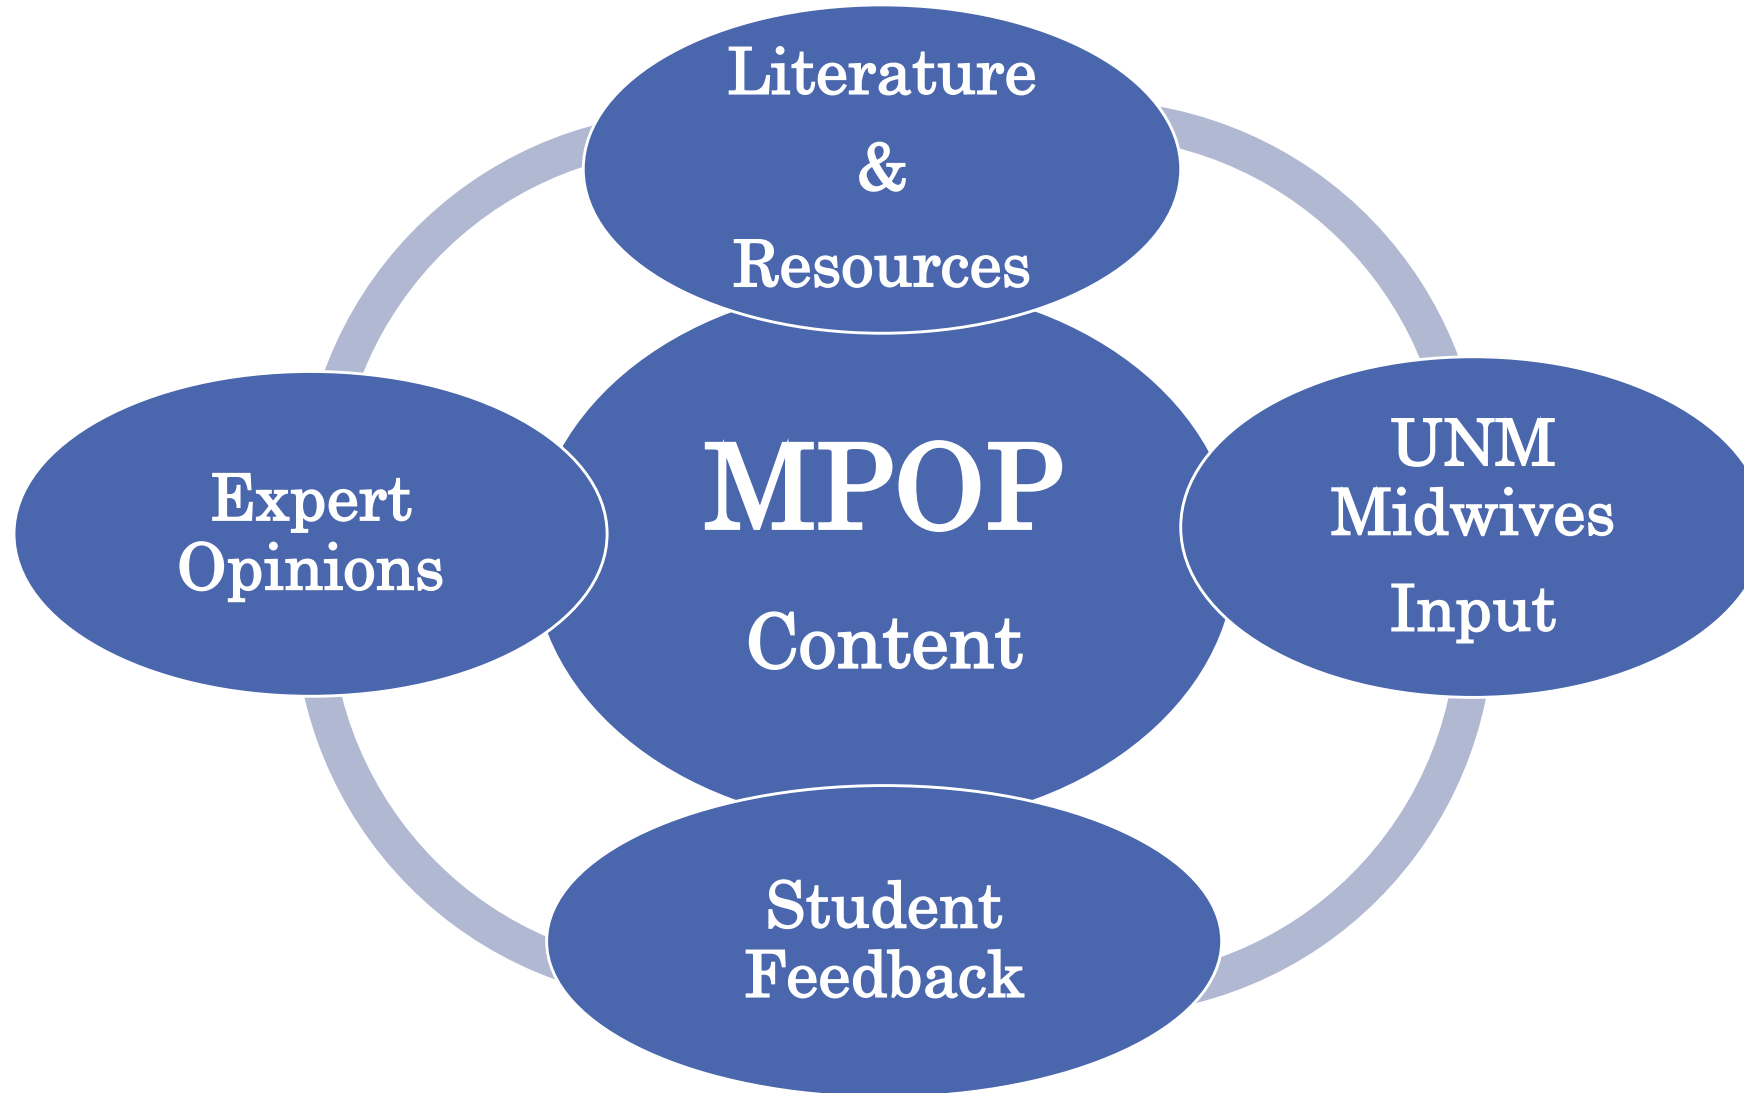 Literature
&
Resources
Expert
Opinions
MPOP
Content
UNM
Midwives
Input
Student
Feedback